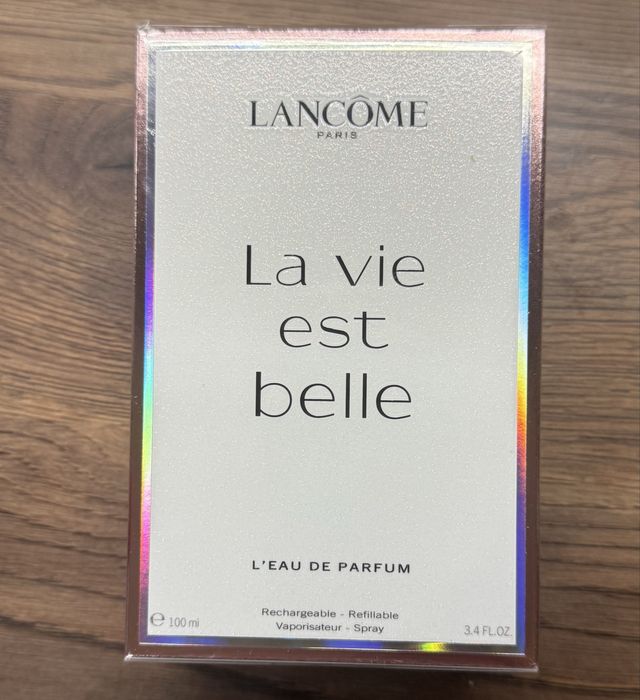 LANCÔME
PARIS
La vie
est
belle
L'EAU DE PARFUM
Rechargeable - Refillable
Vaporisateur - Spray
℮ 100 ml
3.4 FL.OZ.